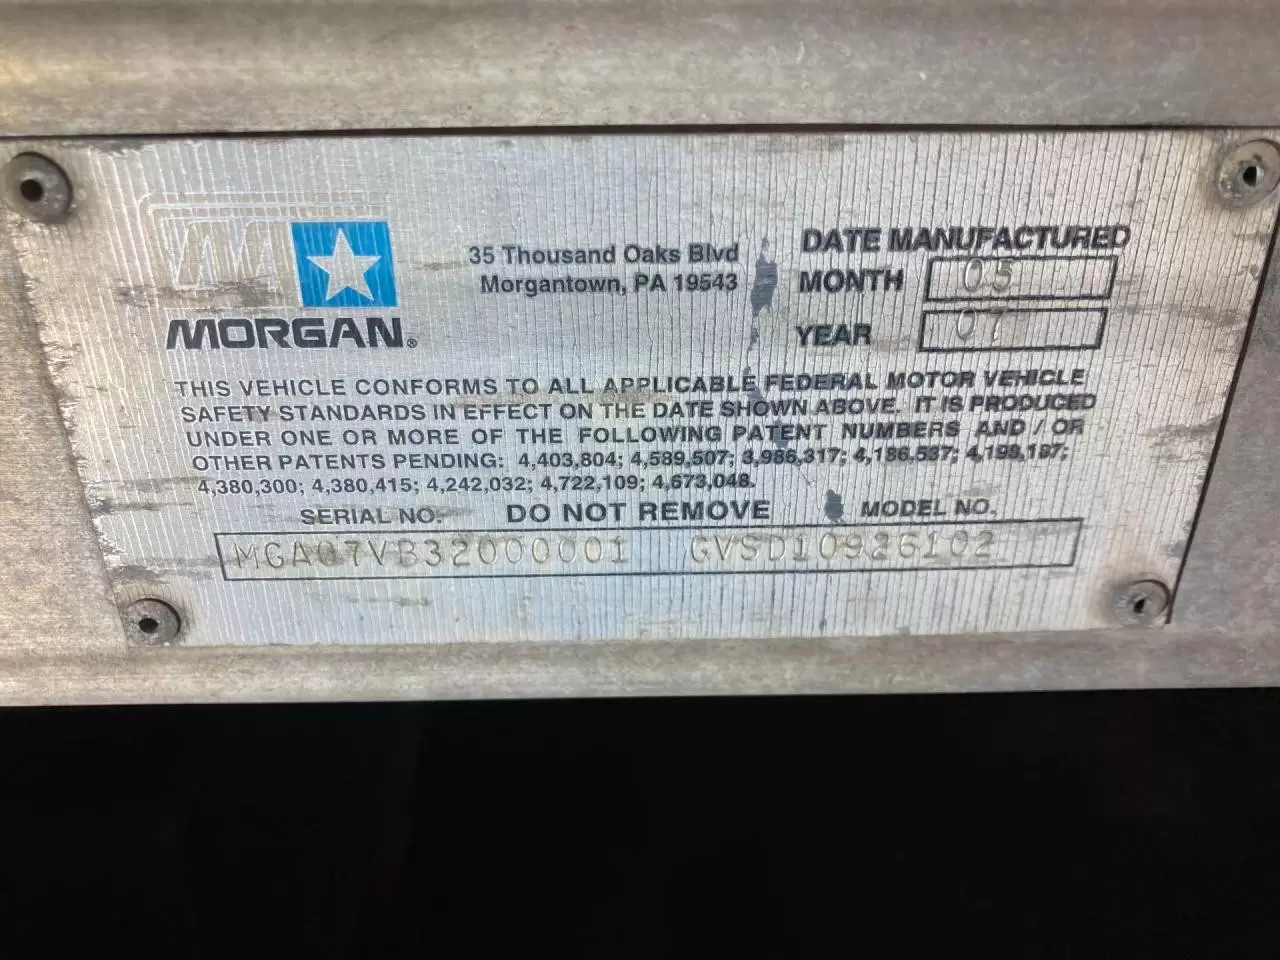 MORGAN®
35 Thousand Oaks Blvd
Morgantown, PA 19543
DATE MANUFACTURED
MONTH 05
YEAR 07
THIS VEHICLE CONFORMS TO ALL APPLICABLE FEDERAL MOTOR VEHICLE
SAFETY STANDARDS IN EFFECT ON THE DATE SHOWN ABOVE. IT IS PRODUCED
UNDER ONE OR MORE OF THE FOLLOWING PATENT NUMBERS AND / OR
OTHER PATENTS PENDING: 4,403,804; 4,589,507; 3,986,317; 4,186,537; 4,198,187;
4,380,300; 4,380,415; 4,242,032; 4,722,109; 4,673,048.
SERIAL NO. DO NOT REMOVE MODEL NO.
MGA07VB32000001 GVSD10926102